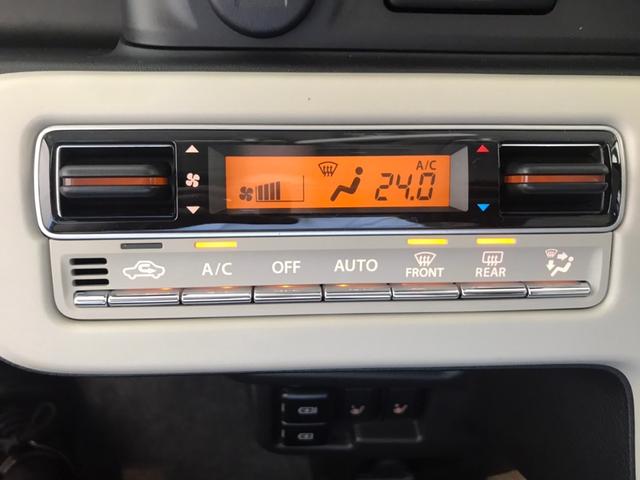 A/C
24.0
A/C OFF AUTO FRONT REAR